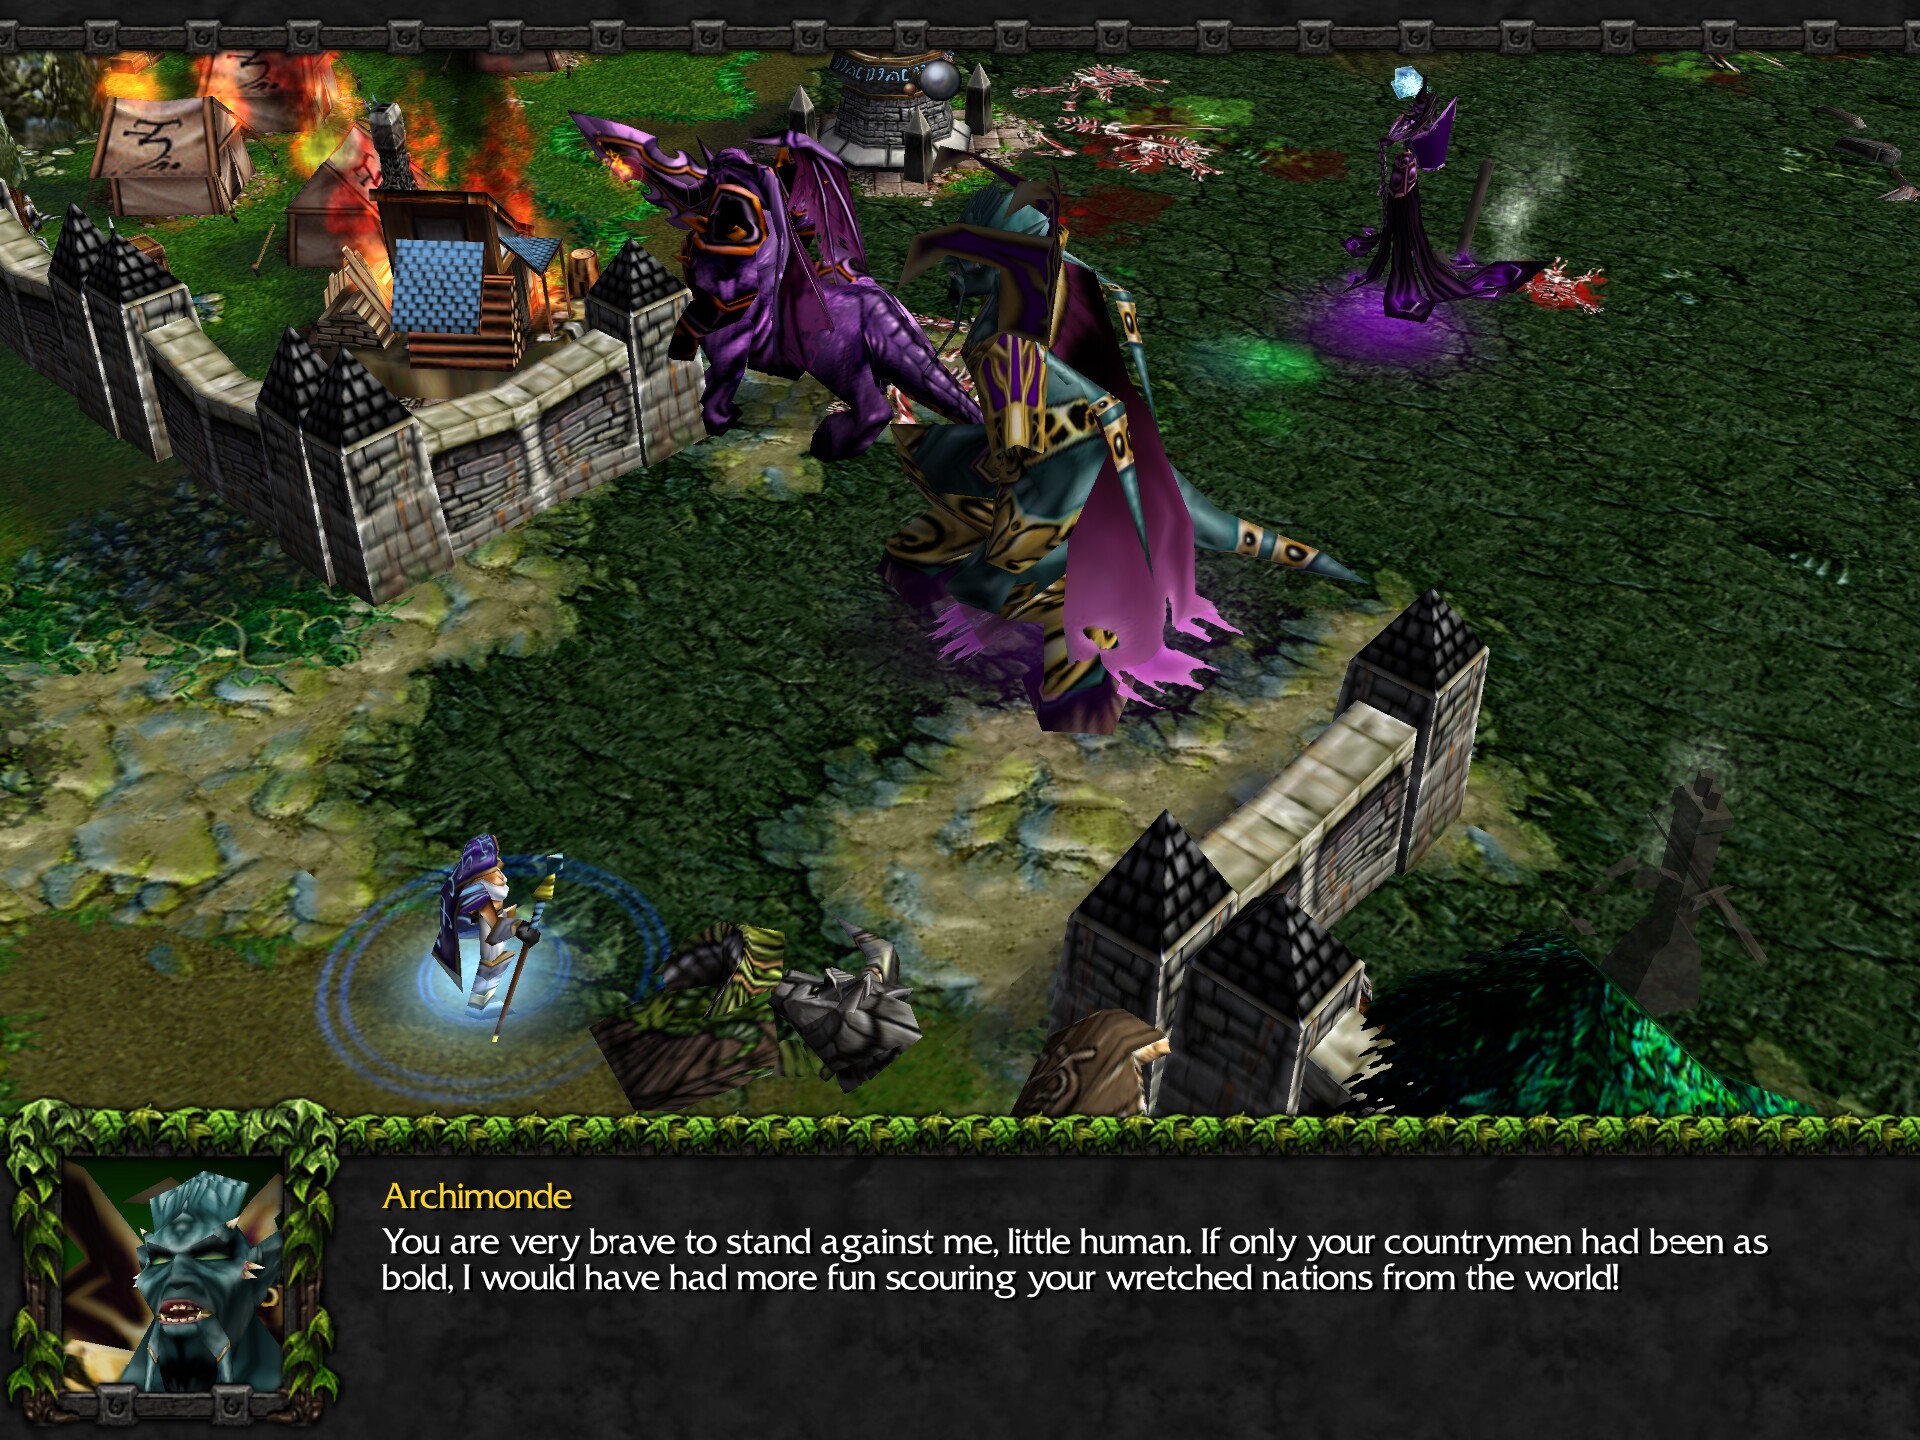 Archimonde
You are very brave to stand against me, little human. If only your countrymen had been as
bold, I would have had more fun scouring your wretched nations from the world!